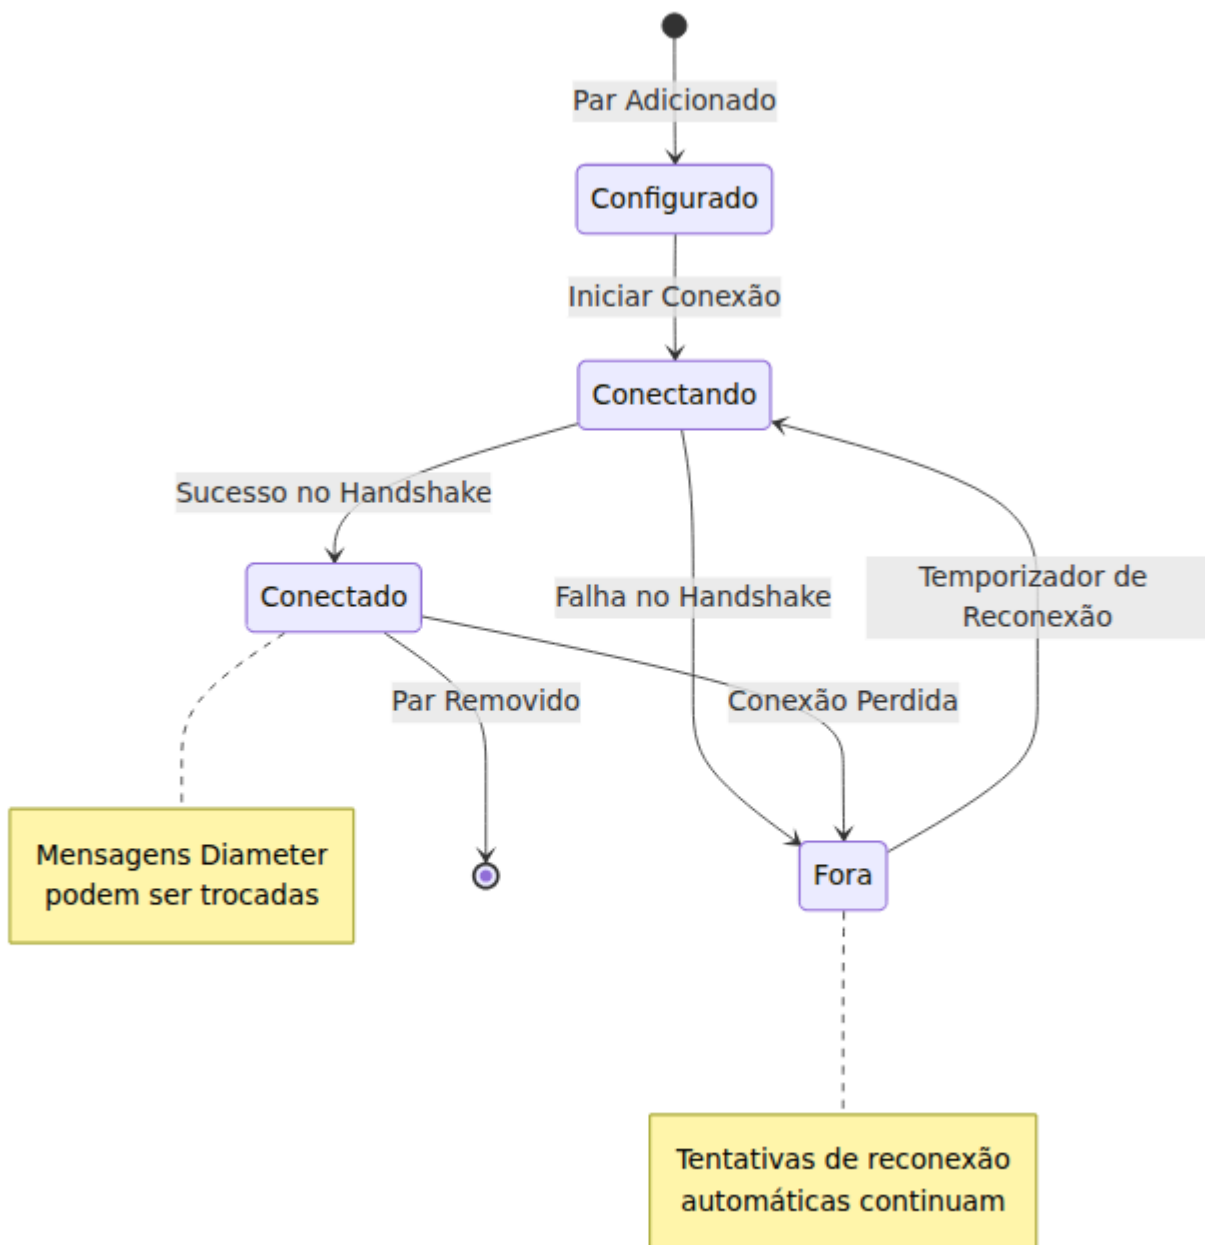 Par Adicionado
Configurado
Iniciar Conexão
Conectando
Sucesso no Handshake
Conectado
Falha no Handshake
Temporizador de
Reconexão
Par Removido
Conexão Perdida
Mensagens Diameter
podem ser trocadas
Fora
Tentativas de reconexão
automáticas continuam